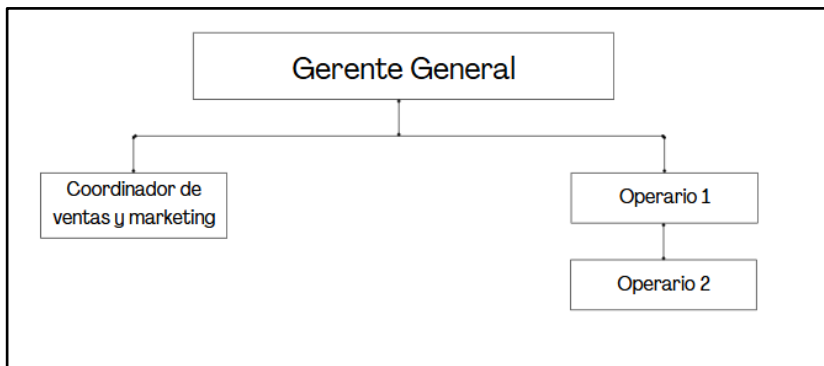 Gerente General
Coordinador de
ventas y marketing
Operario 1
Operario 2